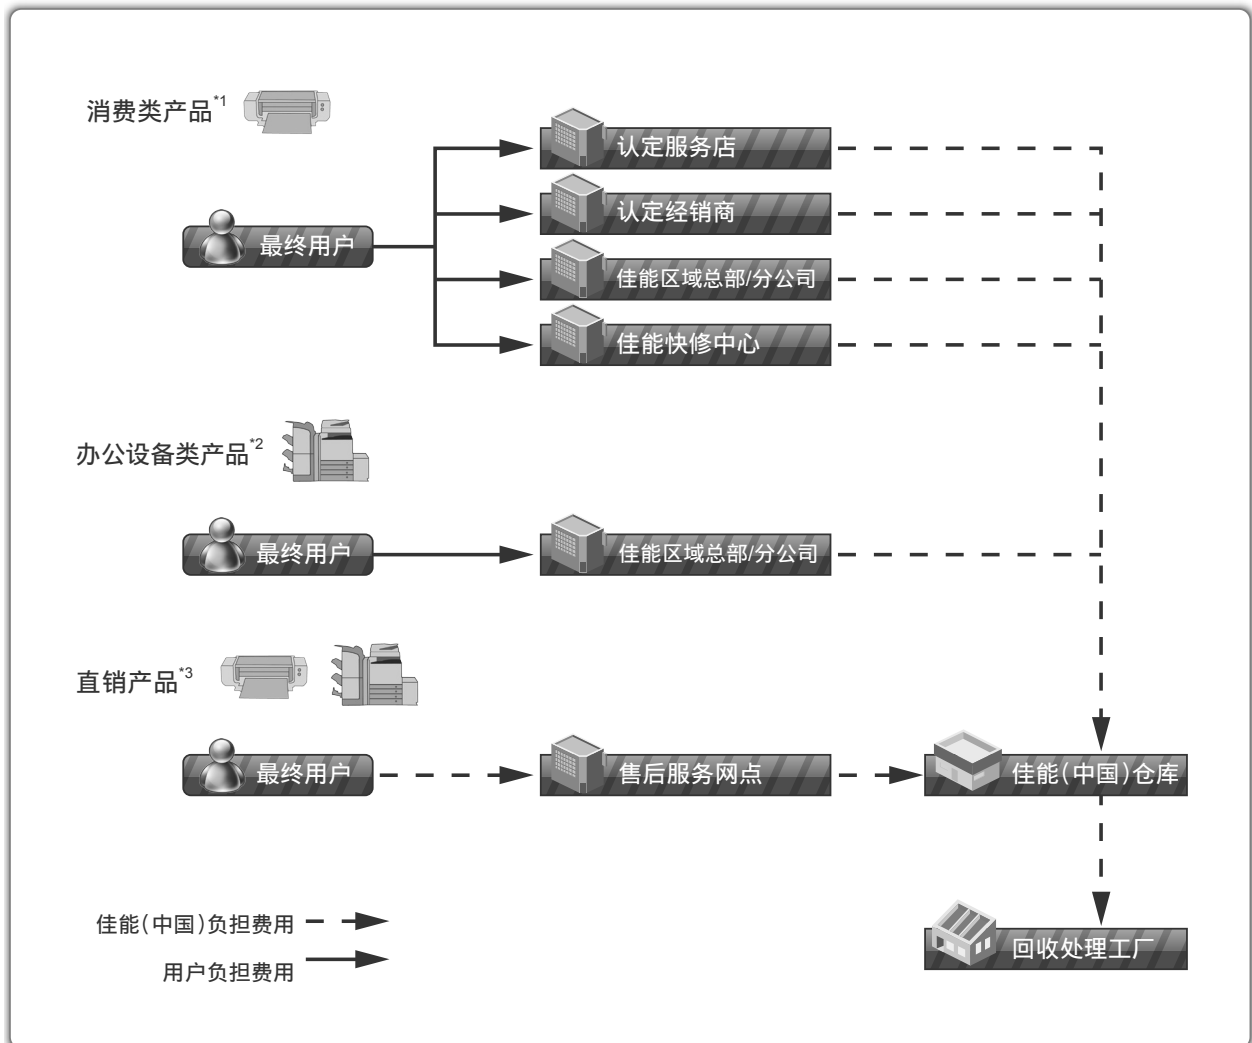 消费类产品*1
认定服务店
认定经销商
最终用户
佳能区域总部/分公司
佳能快修中心
办公设备类产品*2
最终用户
佳能区域总部/分公司
直销产品*3
最终用户
售后服务网点
佳能(中国)仓库
佳能(中国)负担费用
回收处理工厂
用户负担费用